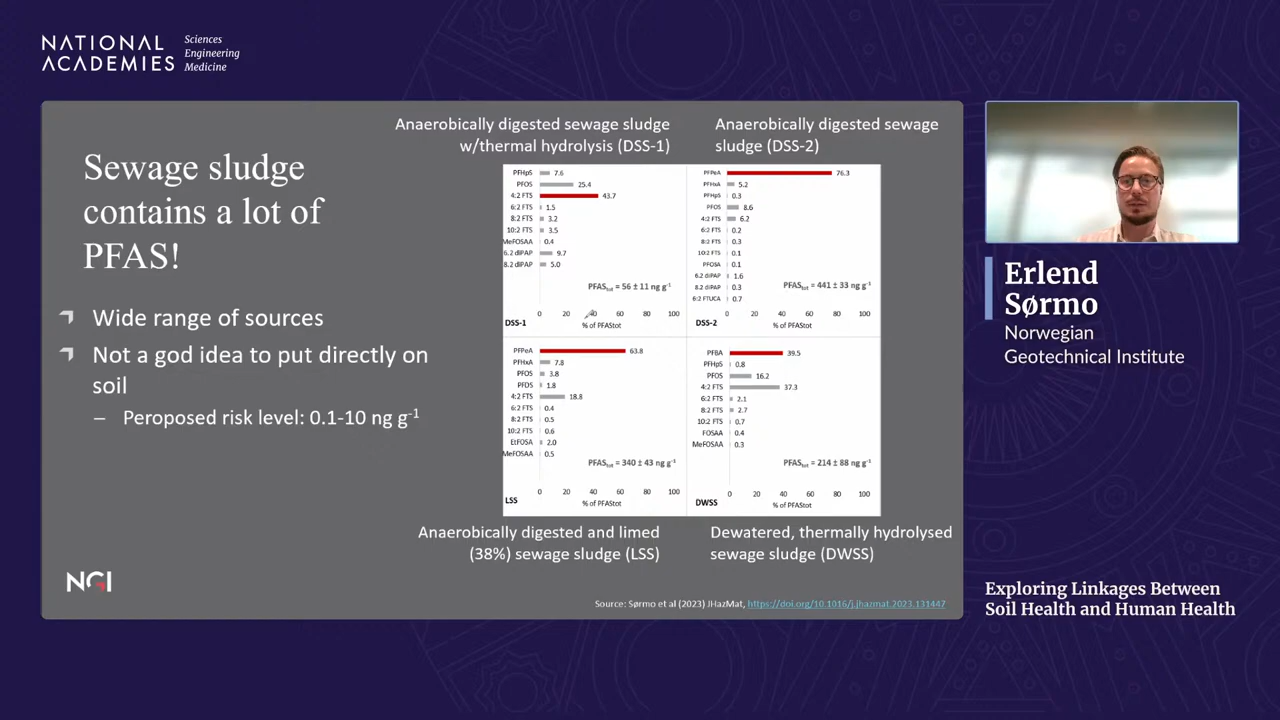 NATIONAL
ACADEMIES
Sciences
Engineering
Medicine
Sewage sludge
contains a lot of
PFAS!
Wide range of sources
Not a god idea to put directly on
soil
– Peroposed risk level: 0.1-10 ng g-1
Anaerobically digested sewage sludge
w/thermal hydrolysis (DSS-1)
PFHpS 7.6
PFOS 25.4
4:2 FTS 43.7
6:2 FTS 1.5
8:2 FTS 3.2
10:2 FTS 3.5
MeFOSAA 0.4
6.2 diPAP 9.7
8.2 diPAP 5.0
PFAStot = 56 ± 11 ng g-1
0 20 40 60 80 100
DSS-1
% of PFAStot
Anaerobically digested sewage
sludge (DSS-2)
PFPeA 76.3
PFHxA 5.2
PFHpS 0.3
PFOS 8.6
4:2 FTS 6.2
6:2 FTS 0.2
8:2 FTS 0.3
10:2 FTS 0.1
PFOSA 0.1
6.2 diPAP 1.6
8.2 diPAP 0.3
6:2 FTUCA 0.7
PFAStot = 441 ± 33 ng g-1
0 20 40 60 80 100
DSS-2
% of PFAStot
PFPeA 63.8
PFHxA 7.8
PFOS 3.8
PFDS 1.8
4:2 FTS 18.8
6:2 FTS 0.4
8:2 FTS 0.5
10:2 FTS 0.6
EtFOSA 2.0
MeFOSAA 0.5
PFAStot = 340 ± 43 ng g-1
0 20 40 60 80 100
LSS
% of PFAStot
Anaerobically digested and limed
(38%) sewage sludge (LSS)
PFBA 39.5
PFHpS 0.8
PFOS 16.2
4:2 FTS 37.3
6:2 FTS 2.1
8:2 FTS 2.7
10:2 FTS 0.7
FOSAA 0.4
MeFOSAA 0.3
PFAStot = 214 ± 88 ng g-1
0 20 40 60 80 100
DWSS
% of PFAStot
Dewatered, thermally hydrolysed
sewage sludge (DWSS)
NGI
Source: Sørmo et al (2023) JHazMat, https://doi.org/10.1016/j.jhazmat.2023.131447
Erlend
Sørmo
Norwegian
Geotechnical Institute
Exploring Linkages Between
Soil Health and Human Health